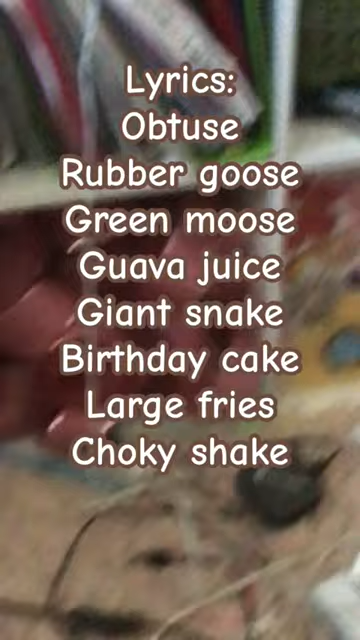 Lyrics:
Obtuse
Rubber goose
Green moose
Guava juice
Giant snake
Birthday cake
Large fries
Choky shake